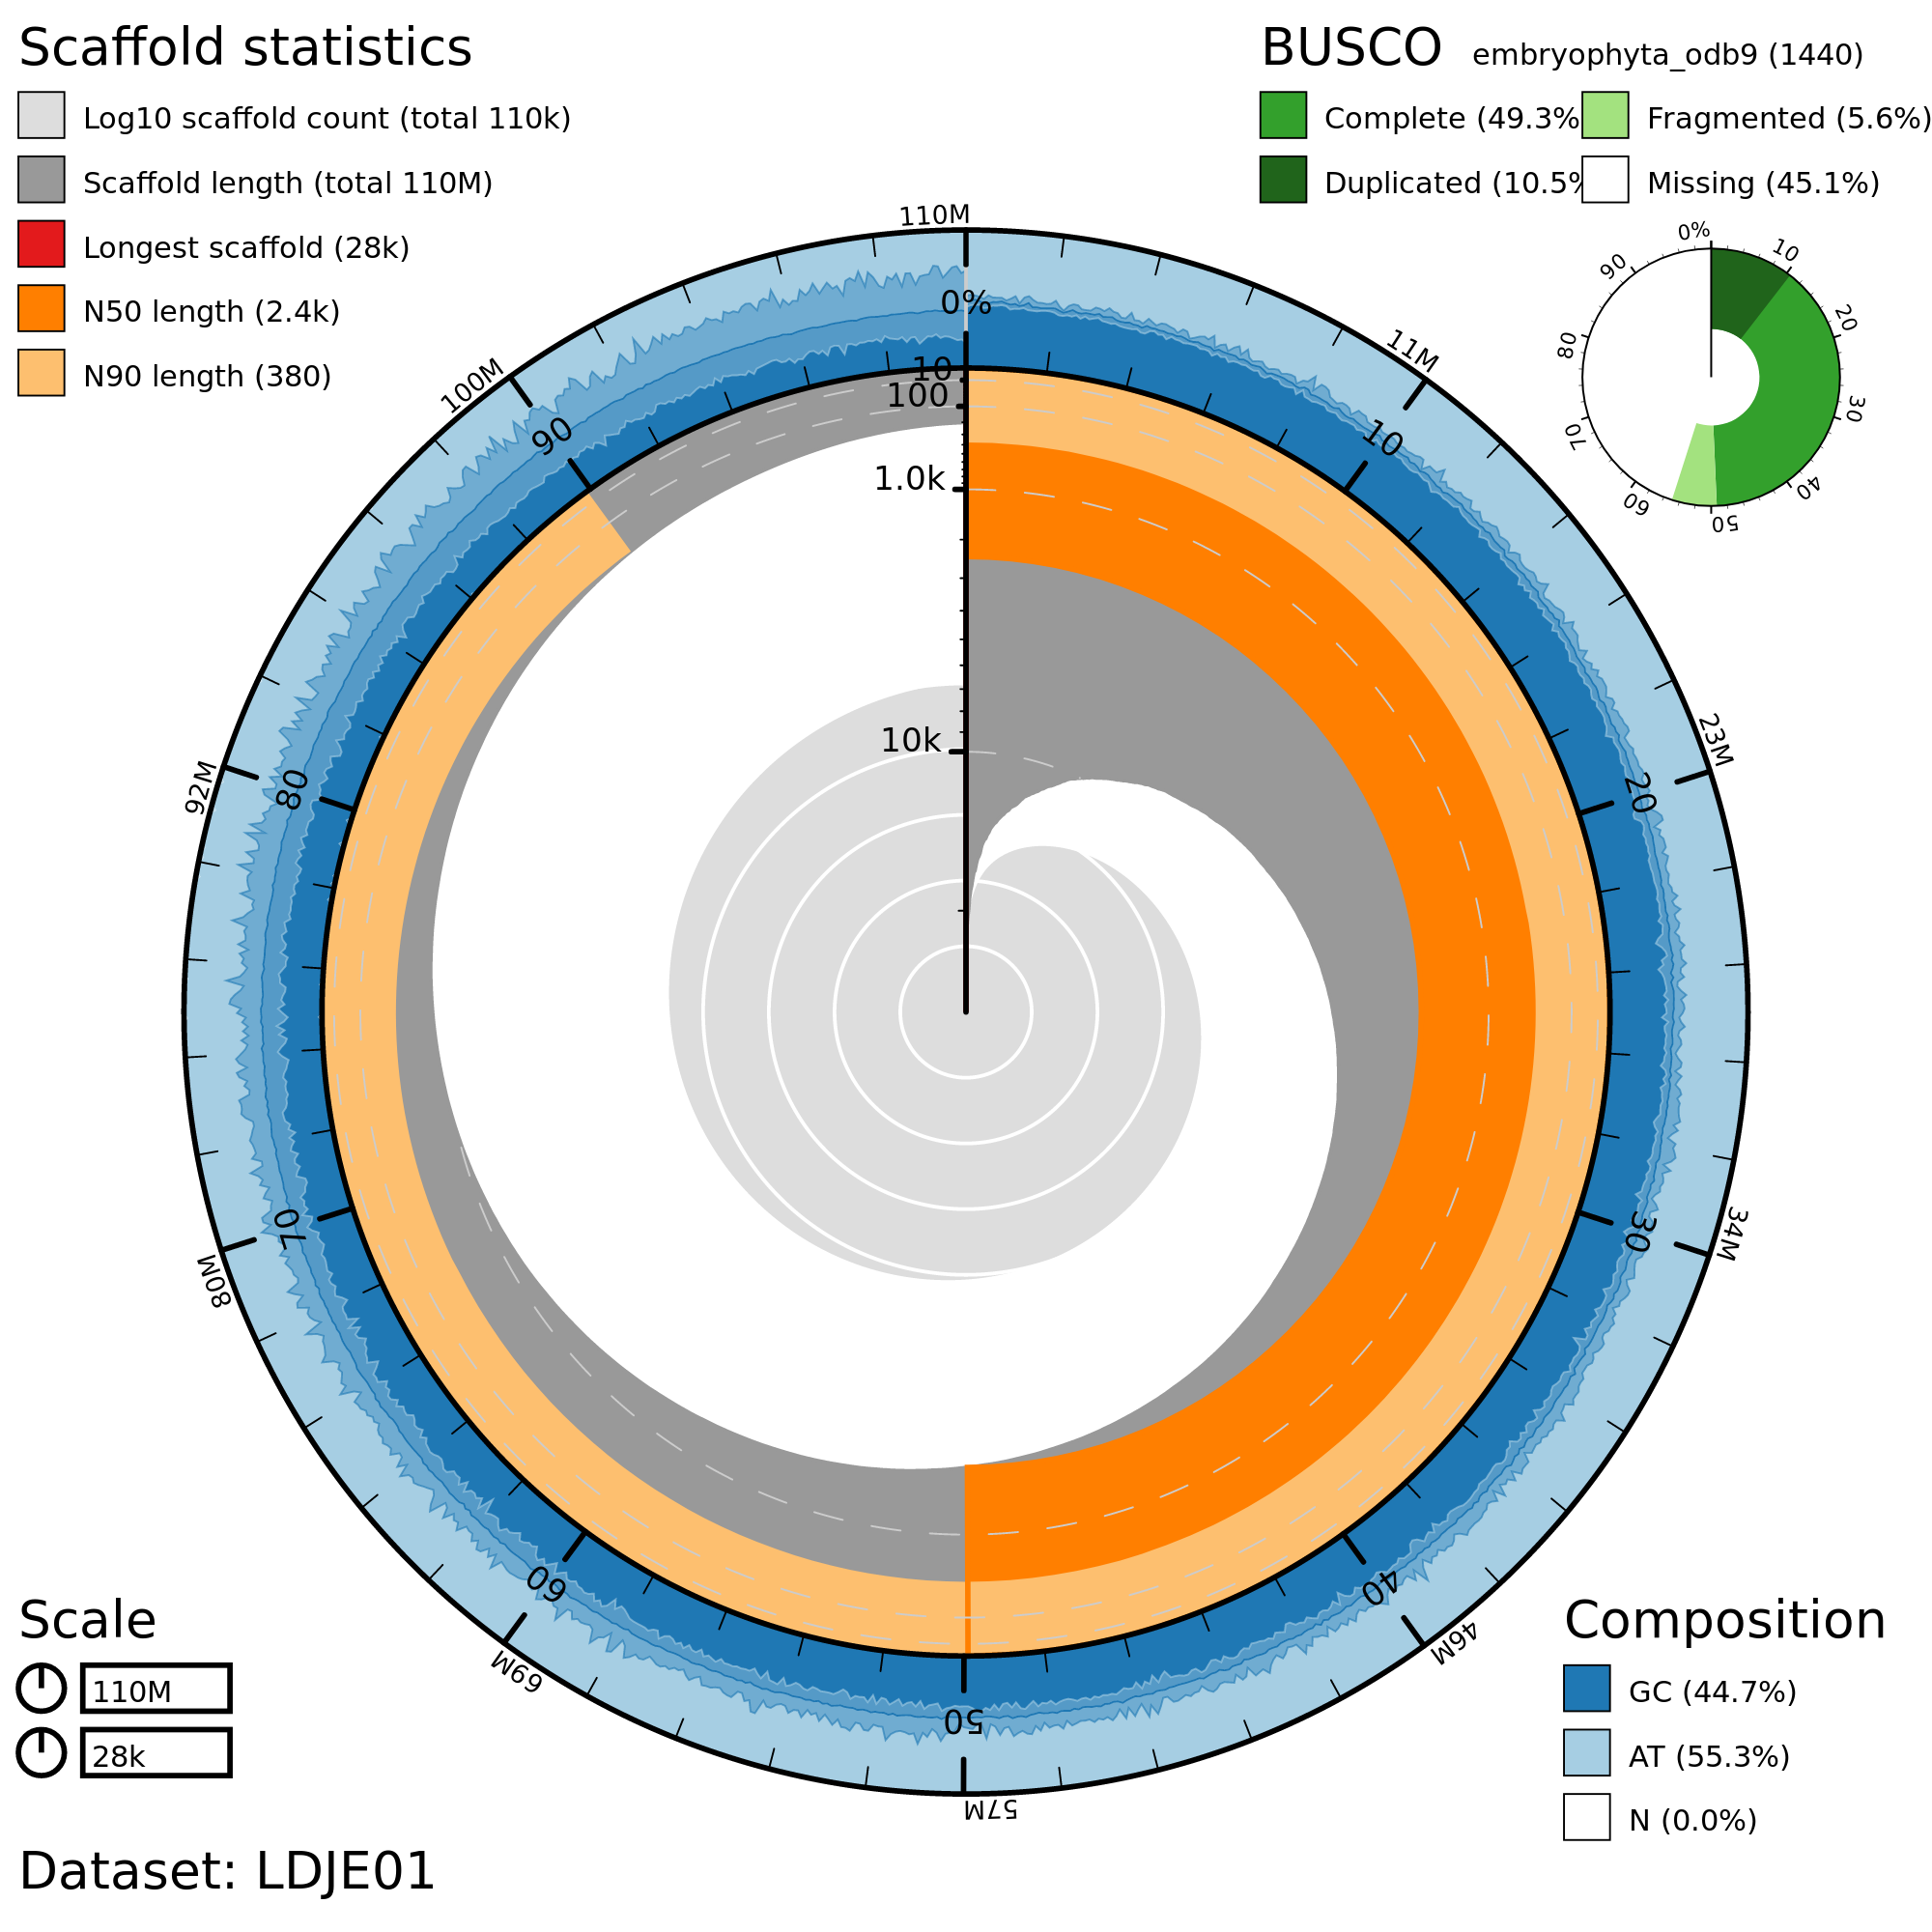 Scaffold statistics
Log10 scaffold count (total 110k)
Scaffold length (total 110M)
Longest scaffold (28k)
N50 length (2.4k)
N90 length (380)
BUSCO embryophyta_odb9 (1440)
Complete (49.3% Fragmented (5.6%)
Duplicated (10.5% Missing (45.1%)
0%
10
20
30
40
50
60
70
80
90
110M
11M
23M
34M
46M
57M
69M
80M
92M
100M
0%
10
20
30
40
50
60
70
80
90
10
100
1.0k
10k
Scale
110M
28k
Composition
GC (44.7%)
AT (55.3%)
N (0.0%)
Dataset: LDJE01